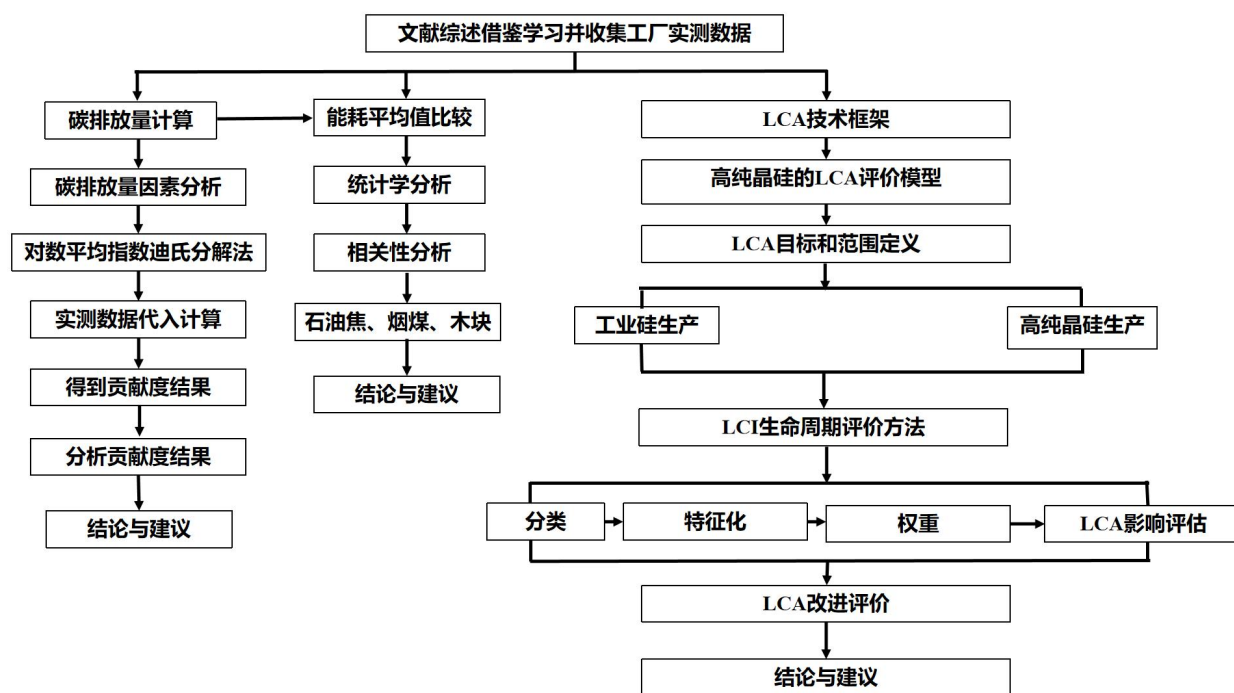 文献综述借鉴学习并收集工厂实测数据
碳排放量计算
碳排放量因素分析
对数平均指数迪氏分解法
实测数据代入计算
得到贡献度结果
分析贡献度结果
结论与建议
能耗平均值比较
统计学分析
相关性分析
石油焦、烟煤、木块
结论与建议
LCA技术框架
高纯晶硅的LCA评价模型
LCA目标和范围定义
工业硅生产
高纯晶硅生产
LCI生命周期评价方法
分类
特征化
权重
LCA影响评估
LCA改进评价
结论与建议